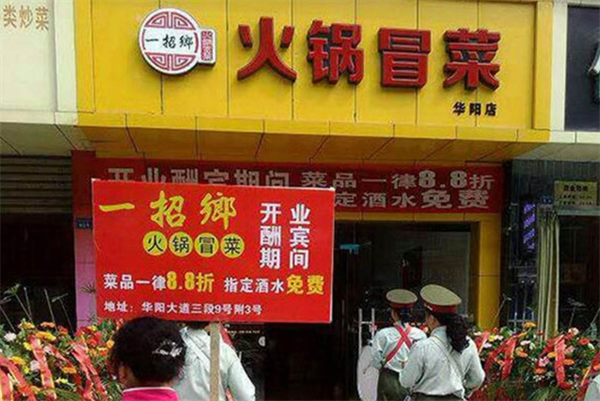 类炒菜
一招鄉
火锅冒菜
华阳店
开业酬宾期间 菜品一律8.8折
指定酒水免费
一招鄉
火锅冒菜
开业
酬宾
期间
菜品一律8.8折 指定酒水免费
地址：华阳大道三段9号附3号